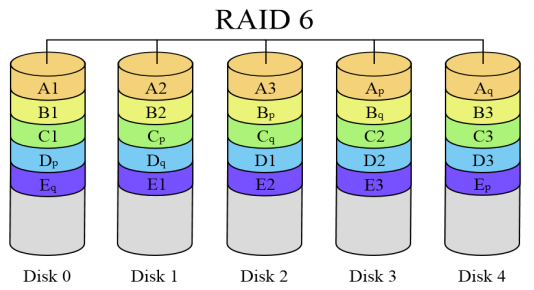 RAID 6
A1 A2 A3 Ap Aq
B1 B2 Bp Bq B3
C1 Cp Cq C2 C3
Dp Dq D1 D2 D3
Eq E1 E2 E3 Ep
Disk 0 Disk 1 Disk 2 Disk 3 Disk 4